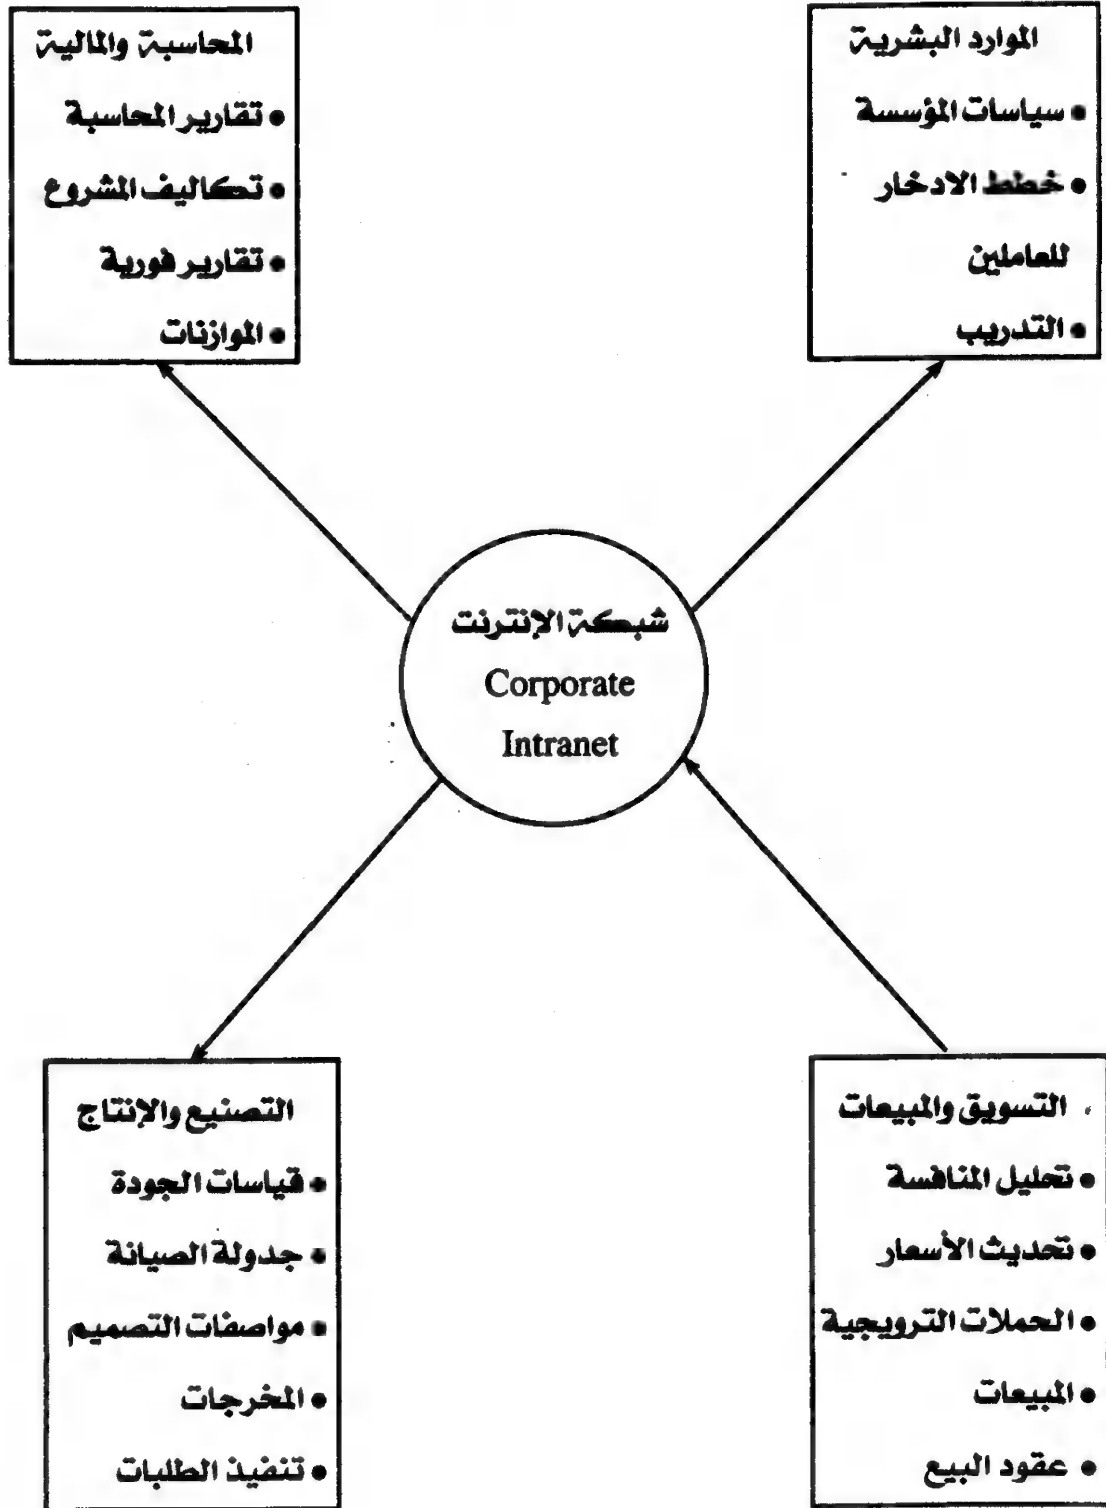 الموارد البشرية
• سياسات المؤسسة
• خطط الادخار
للعاملين
• التدريب
المحاسبة والمالية
• تقارير المحاسبة
• تكاليف المشروع
• تقارير فورية
• الموازنات
شبكة الإنترنت
Corporate
Intranet
التسويق والمبيعات
• تحليل المنافسة
• تحديث الأسعار
• الحملات الترويجية
• المبيعات
• عقود البيع
التصنيع والإنتاج
• قياسات الجودة
• جدولة الصيانة
• مواصفات التصميم
• المخرجات
• تنفيذ الطلبات